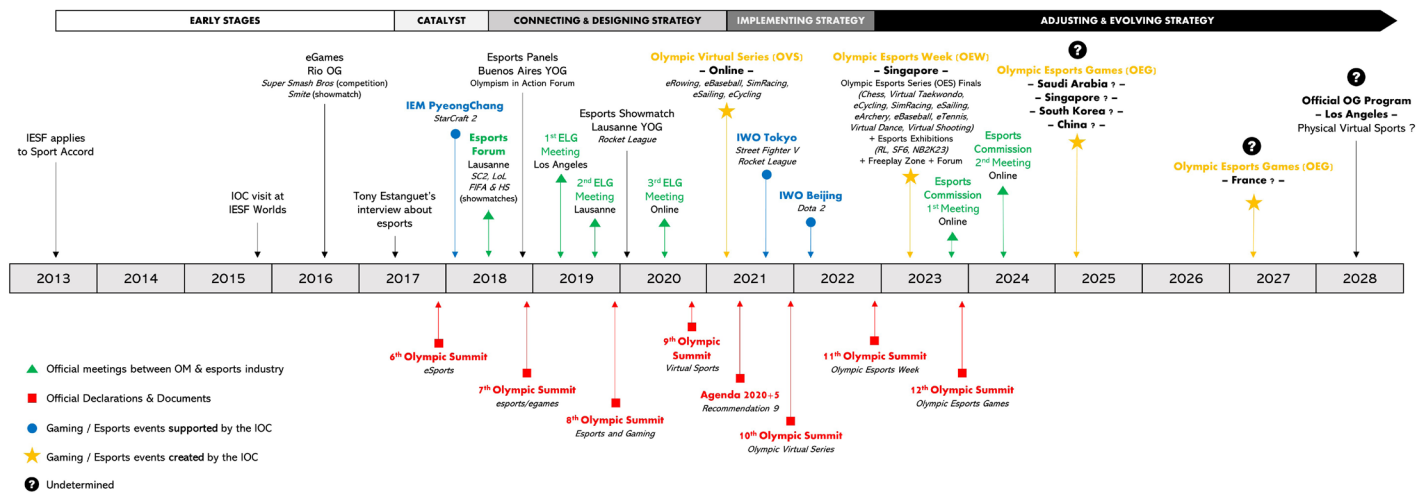 EARLY STAGES
CATALYST
CONNECTING & DESIGNING STRATEGY
IMPLEMENTING STRATEGY
ADJUSTING & EVOLVING STRATEGY
IESF applies
to Sport Accord
IOC visit at
IESF Worlds
eGames
Rio OG
Super Smash Bros (competition)
Smite (showmatch)
Tony Estanguet's
interview about
esports
IEM PyeongChang
StarCraft 2
Esports
Forum
Lausanne
SC2, LoL
FIFA & HS
(showmatches)
Esports Panels
Buenos Aires YOG
Olympism in Action Forum
1st ELG
Meeting
Los Angeles
2nd ELG
Meeting
Lausanne
Esports Showmatch
Lausanne YOG
Rocket League
3rd ELG
Meeting
Online
Olympic Virtual Series (OVS)
– Online –
eRowing, eBaseball, SimRacing,
eSailing, eCycling
IWO Tokyo
Street Fighter V
Rocket League
IWO Beijing
Dota 2
Olympic Esports Week (OEW)
– Singapore –
Olympic Esports Series (OES) Finals
(Chess, Virtual Taekwondo,
eCycling, SimRacing, eSailing,
eArchery, eBaseball, eTennis,
Virtual Dance, Virtual Shooting)
+ Esports Exhibitions
(RL, SF6, NB2K23)
+ Freeplay Zone + Forum
Esports
Commission
1st Meeting
Online
Esports
Commission
2nd Meeting
Online
?
Olympic Esports Games (OEG)
– Saudi Arabia ? –
– Singapore ? –
– South Korea ? –
– China ? –
?
Olympic Esports Games (OEG)
– France ? –
?
Official OG Program
– Los Angeles –
Physical Virtual Sports ?
2013
2014
2015
2016
2017
2018
2019
2020
2021
2022
2023
2024
2025
2026
2027
2028
6th Olympic Summit
eSports
7th Olympic Summit
esports/egames
8th Olympic Summit
Esports and Gaming
9th Olympic
Summit
Virtual Sports
Agenda 2020+5
Recommendation 9
10th Olympic Summit
Olympic Virtual Series
11th Olympic Summit
Olympic Esports Week
12th Olympic Summit
Olympic Esports Games
Official meetings between OM & esports industry
Official Declarations & Documents
Gaming / Esports events supported by the IOC
Gaming / Esports events created by the IOC
? Undetermined